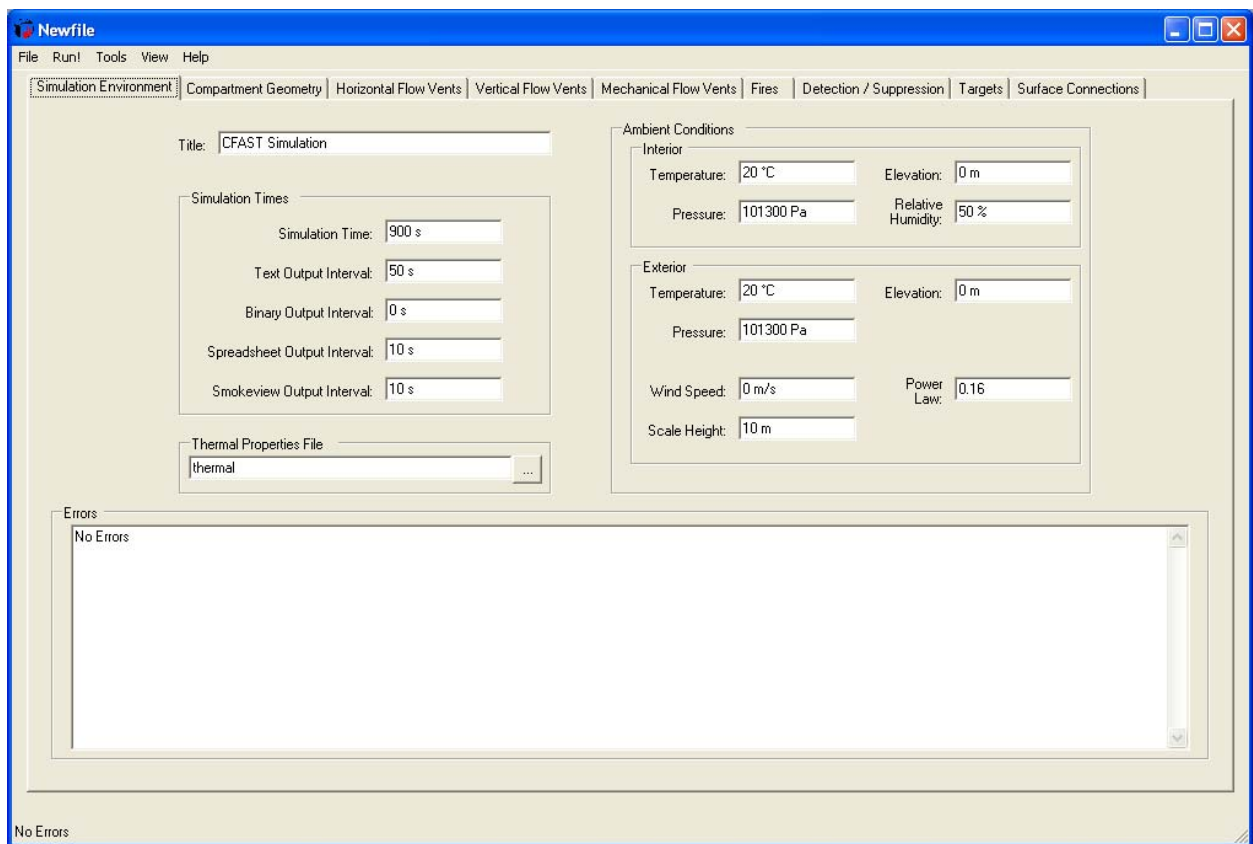 Newfile
File Run! Tools View Help
Simulation Environment Compartment Geometry Horizontal Flow Vents Vertical Flow Vents Mechanical Flow Vents Fires Detection / Suppression Targets Surface Connections
Title: CFAST Simulation
Simulation Times
Simulation Time: 900 s
Text Output Interval: 50 s
Binary Output Interval: 0 s
Spreadsheet Output Interval: 10 s
Smokeview Output Interval: 10 s
Thermal Properties File
thermal ...
Ambient Conditions
Interior
Temperature: 20 °C Elevation: 0 m
Pressure: 101300 Pa Relative Humidity: 50 %
Exterior
Temperature: 20 °C Elevation: 0 m
Pressure: 101300 Pa
Wind Speed: 0 m/s Power Law: 0.16
Scale Height: 10 m
Errors
No Errors
No Errors